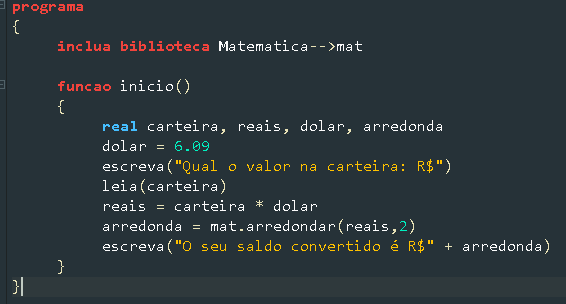 programa
{
inclua biblioteca Matematica-->mat
funcao inicio()
{
real carteira, reais, dolar, arredonda
dolar = 6.09
escreva("Qual o valor na carteira: R$")
leia(carteira)
reais = carteira * dolar
arredonda = mat.arredondar(reais,2)
escreva("O seu saldo convertido é R$" + arredonda)
}
}